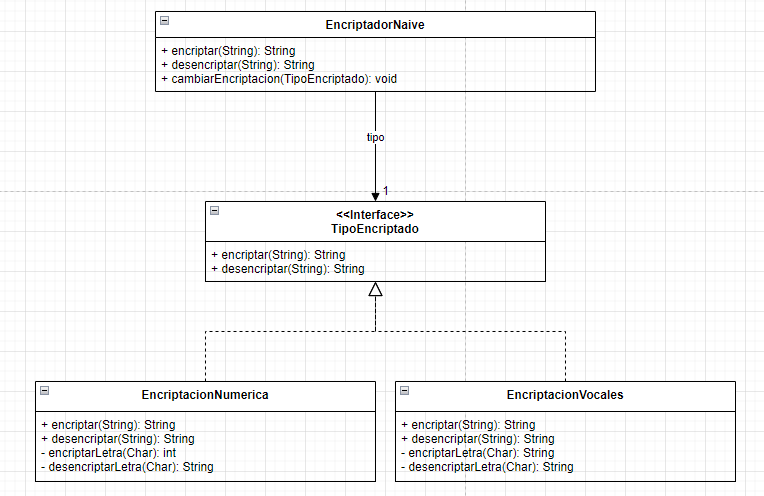 EncriptadorNaive
+ encriptar(String): String
+ desencriptar(String): String
+ cambiarEncriptacion(TipoEncriptado): void
tipo
1
<<Interface>>
TipoEncriptado
+ encriptar(String): String
+ desencriptar(String): String
EncriptacionNumerica
+ encriptar(String): String
+ desencriptar(String): String
- encriptarLetra(Char): int
- desencriptarLetra(Char): String
EncriptacionVocales
+ encriptar(String): String
+ desencriptar(String): String
- encriptarLetra(Char): String
- desencriptarLetra(Char): String